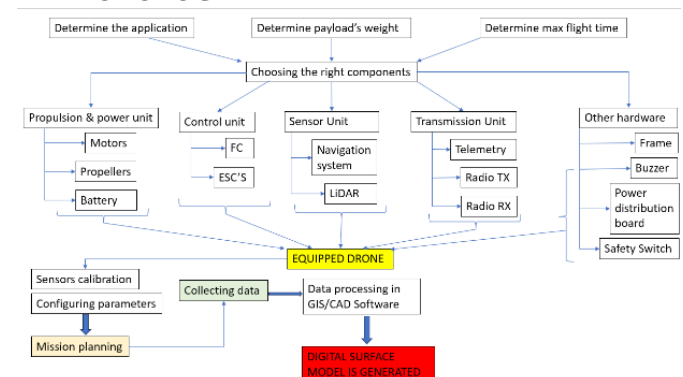 Determine the application
Determine payload's weight
Determine max flight time
Choosing the right components
Propulsion & power unit
Control unit
Sensor Unit
Transmission Unit
Other hardware
Motors
Propellers
Battery
FC
ESC'S
Navigation
system
LiDAR
Telemetry
Radio TX
Radio RX
Frame
Buzzer
Power
distribution
board
Safety Switch
EQUIPPED DRONE
Sensors calibration
Configuring parameters
Mission planning
Collecting data
Data processing in
GIS/CAD Software
DIGITAL SURFACE
MODEL IS GENERATED